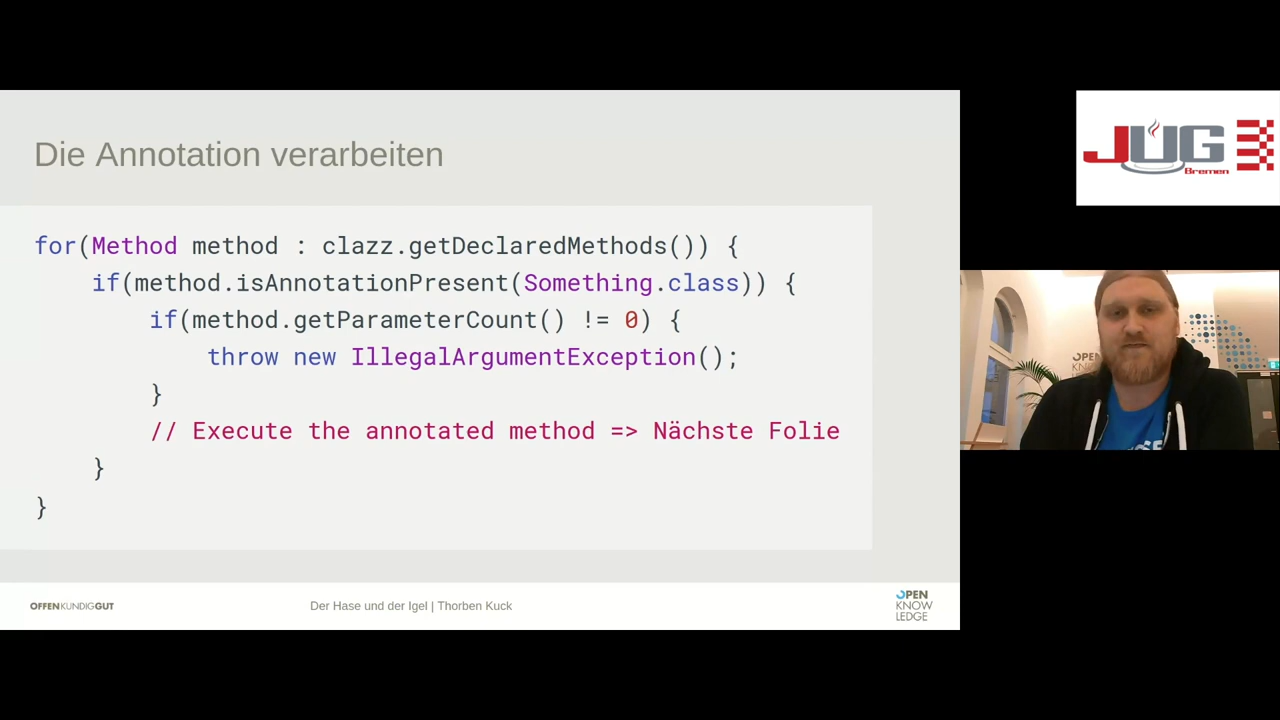 Die Annotation verarbeiten
for(Method method : clazz.getDeclaredMethods()) {
if(method.isAnnotationPresent(Something.class)) {
if(method.getParameterCount() != 0) {
throw new IllegalArgumentException();
}
// Execute the annotated method => Nächste Folie
}
}
OFFENKUNDIGGUT
Der Hase und der Igel | Thorben Kuck
OPEN
KNOW
LEDGE
JUG
Bremen
OPEN